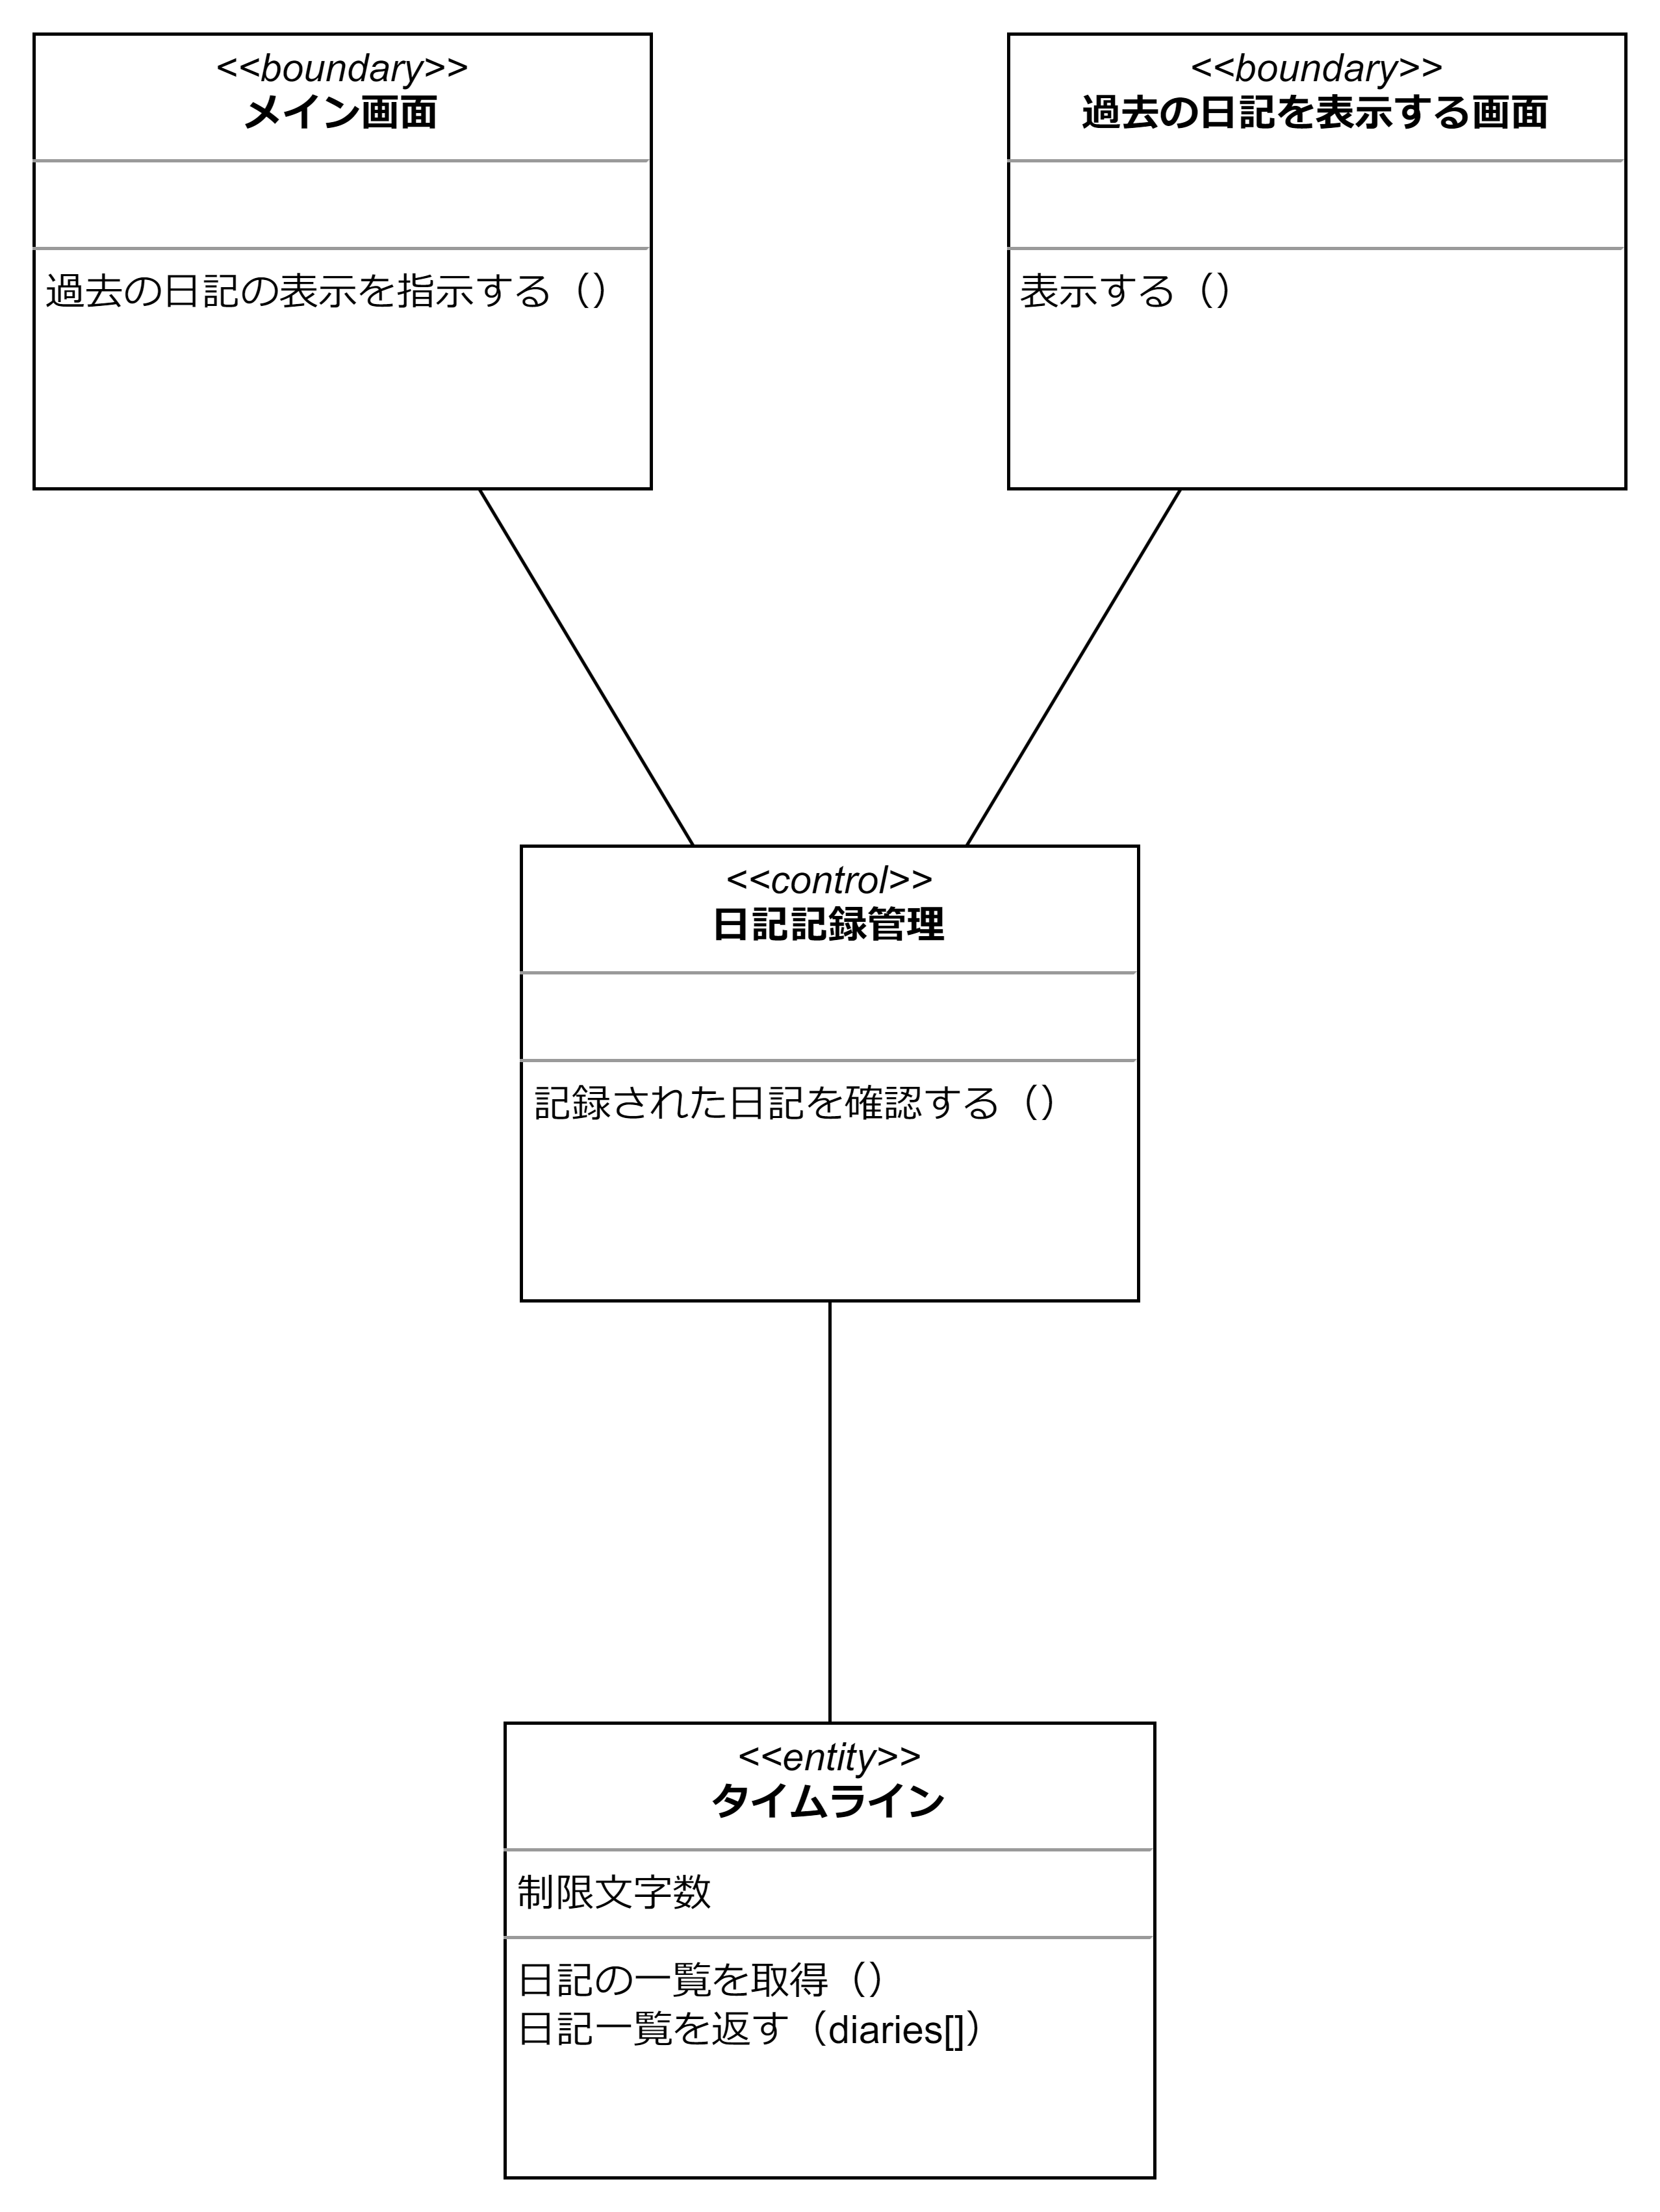 <<boundary>>
メイン画面
過去の日記の表示を指示する（）
<<boundary>>
過去の日記を表示する画面
表示する（）
<<control>>
日記記録管理
記録された日記を確認する（）
<<entity>>
タイムライン
制限文字数
日記の一覧を取得（）
日記一覧を返す（diaries[]）